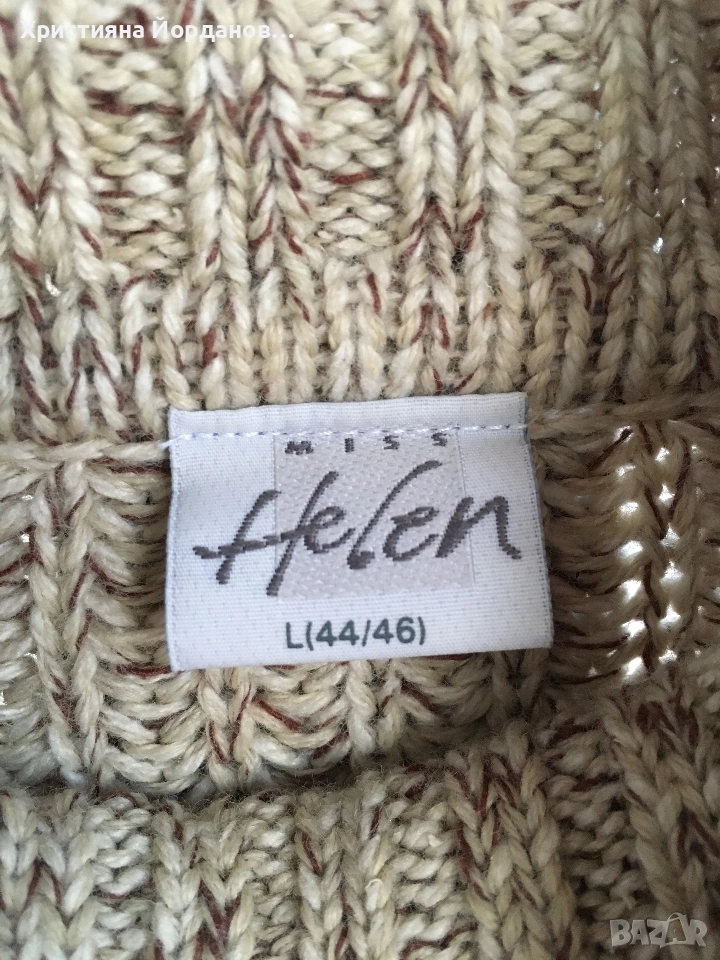 Християна Йорданов...
MISS
Helen
L(44/46)
BAZAR